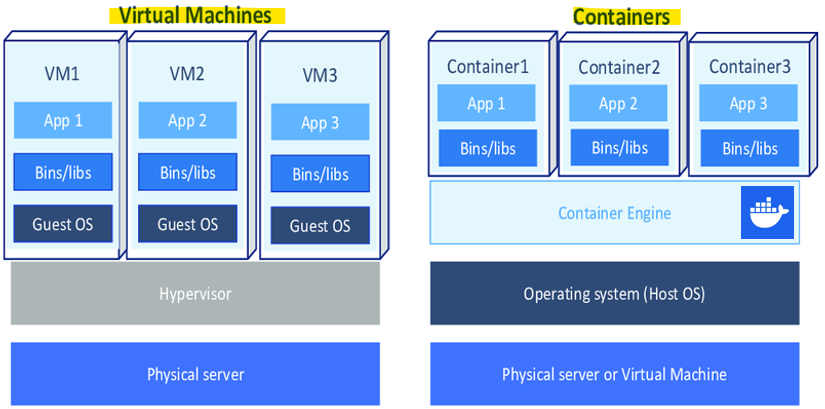 Virtual Machines
VM1
App 1
Bins/libs
Guest OS
VM2
App 2
Bins/libs
Guest OS
VM3
App 3
Bins/libs
Guest OS
Hypervisor
Physical server
Containers
Container1
App 1
Bins/libs
Container2
App 2
Bins/libs
Container3
App 3
Bins/libs
Container Engine
Operating system (Host OS)
Physical server or Virtual Machine